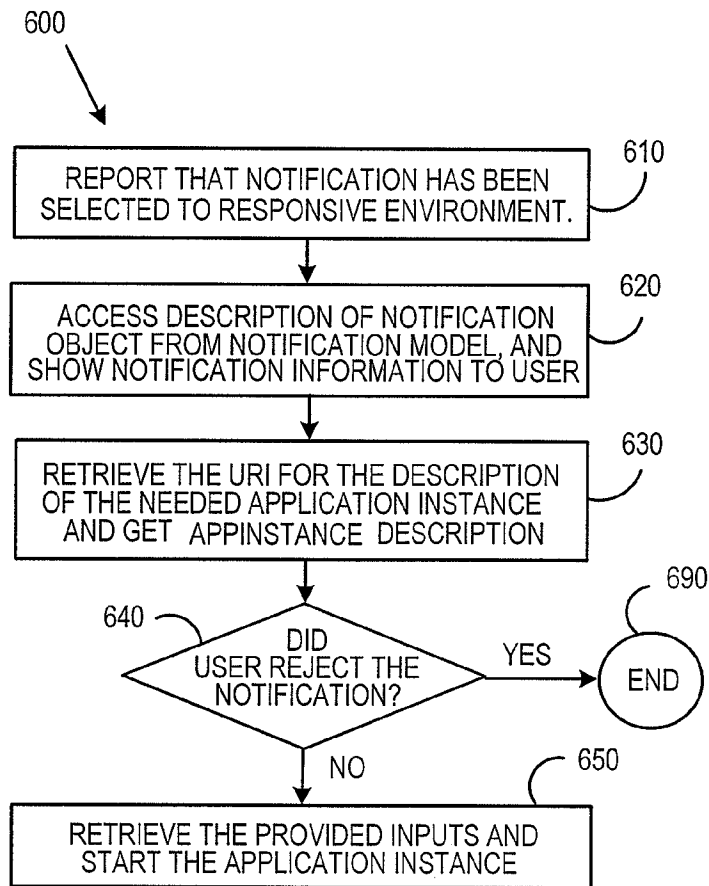 600
610
REPORT THAT NOTIFICATION HAS BEEN
SELECTED TO RESPONSIVE ENVIRONMENT.
620
ACCESS DESCRIPTION OF NOTIFICATION
OBJECT FROM NOTIFICATION MODEL, AND
SHOW NOTIFICATION INFORMATION TO USER
630
RETRIEVE THE URI FOR THE DESCRIPTION
OF THE NEEDED APPLICATION INSTANCE
AND GET APPINSTANCE DESCRIPTION
640
DID
USER REJECT THE
NOTIFICATION?
YES
690
END
NO
650
RETRIEVE THE PROVIDED INPUTS AND
START THE APPLICATION INSTANCE